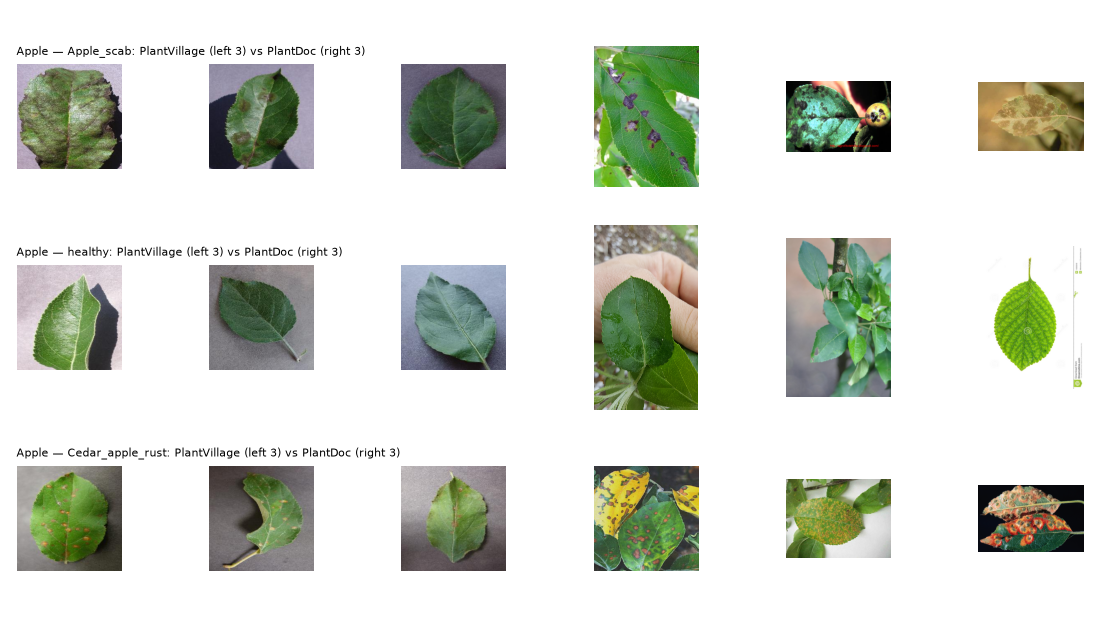 Apple — Apple_scab: PlantVillage (left 3) vs PlantDoc (right 3)
Apple — healthy: PlantVillage (left 3) vs PlantDoc (right 3)
Apple — Cedar_apple_rust: PlantVillage (left 3) vs PlantDoc (right 3)